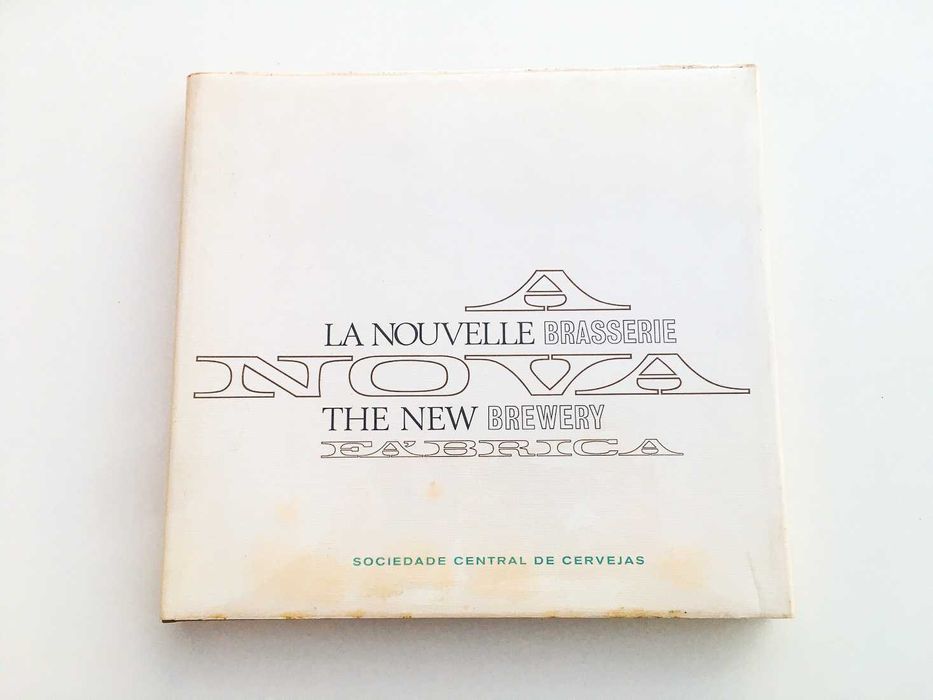 A
LA NOUVELLE BRASSERIE
NOVA
THE NEW BREWERY
FÁBRICA
SOCIEDADE CENTRAL DE CERVEJAS